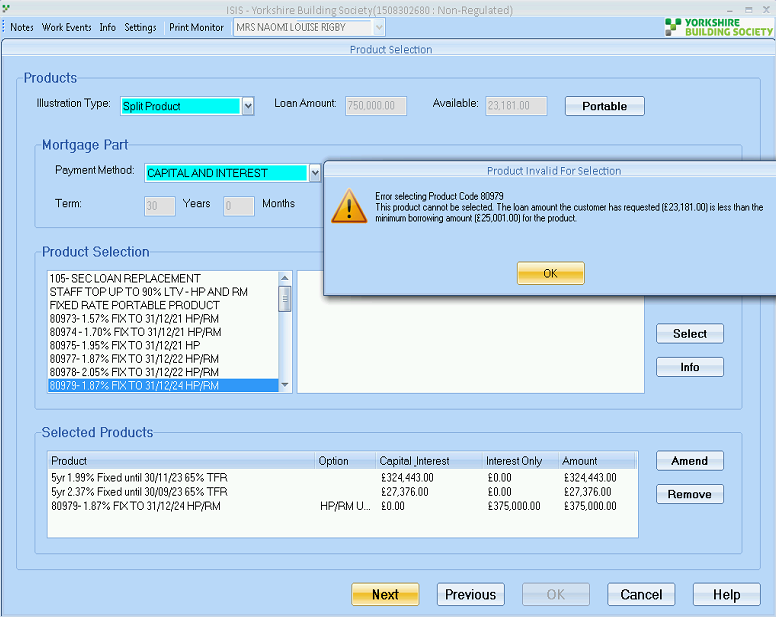 ISIS - Yorkshire Building Society(1508302680 : Non-Regulated)
Notes Work Events Info Settings Print Monitor MRS NAOMI LOUISE RIGBY
YORKSHIRE
BUILDING SOCIETY
Product Selection
Products
Illustration Type: Split Product Loan Amount: 750,000.00 Available: 23,181.00 Portable
Mortgage Part
Payment Method: CAPITAL AND INTEREST
Term: 30 Years 0 Months
Product Invalid For Selection
Error selecting Product Code 80979
This product cannot be selected. The loan amount the customer has requested (£23,181.00) is less than the
minimum borrowing amount (£25,001.00) for the product.
OK
Product Selection
105- SEC LOAN REPLACEMENT
STAFF TOP UP TO 90% LTV - HP AND RM
FIXED RATE PORTABLE PRODUCT
80973- 1.57% FIX TO 31/12/21 HP/RM
80974 - 1.70% FIX TO 31/12/21 HP/RM
80975- 1.95% FIX TO 31/12/21 HP
80977- 1.87% FIX TO 31/12/22 HP/RM
80978- 2.05% FIX TO 31/12/22 HP/RM
80979- 1.87% FIX TO 31/12/24 HP/RM
Select
Info
Selected Products
Product Option Capital _Interest Interest Only Amount
5yr 1.99% Fixed until 30/11/23 65% TFR £324,443.00 £0.00 £324,443.00
5yr 2.37% Fixed until 30/09/23 65% TFR £27,376.00 £0.00 £27,376.00
80979- 1.87% FIX TO 31/12/24 HP/RM HP/RM U... £0.00 £375,000.00 £375,000.00
Amend
Remove
Next Previous OK Cancel Help